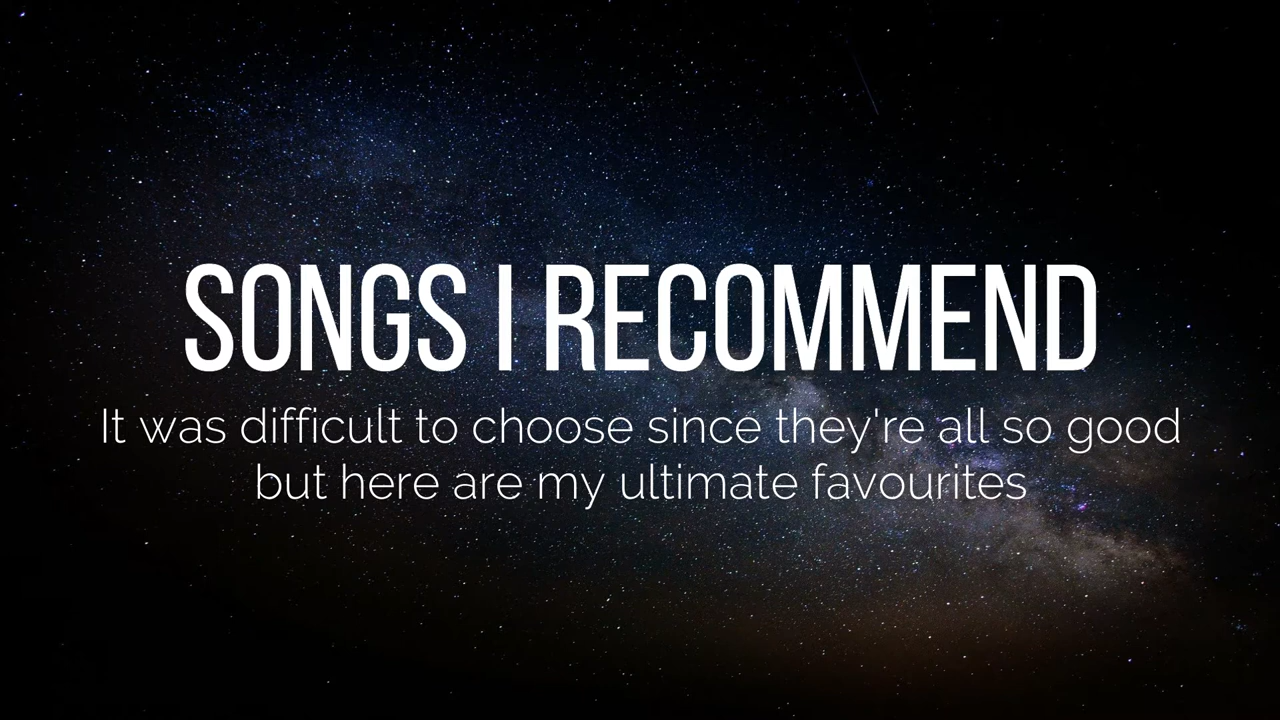 SONGS I RECOMMEND
It was difficult to choose since they're all so good
but here are my ultimate favourites